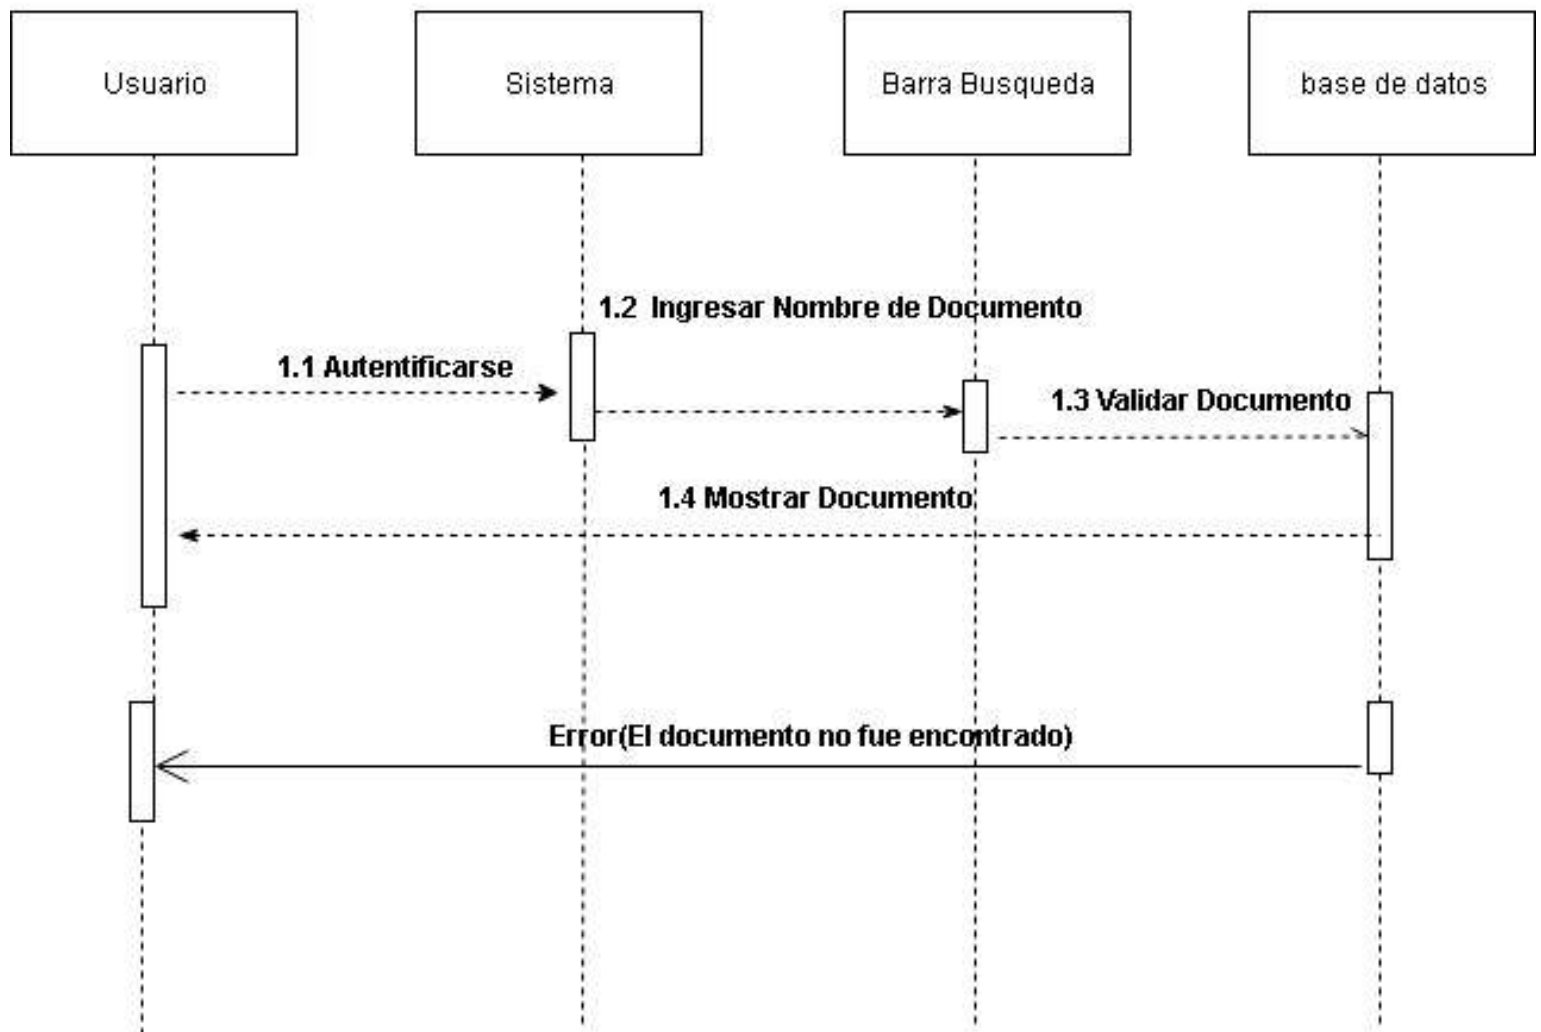 Usuario
Sistema
Barra Busqueda
base de datos
1.2 Ingresar Nombre de Documento
1.1 Autentificarse
1.3 Validar Documento
1.4 Mostrar Documento
Error(El documento no fue encontrado)